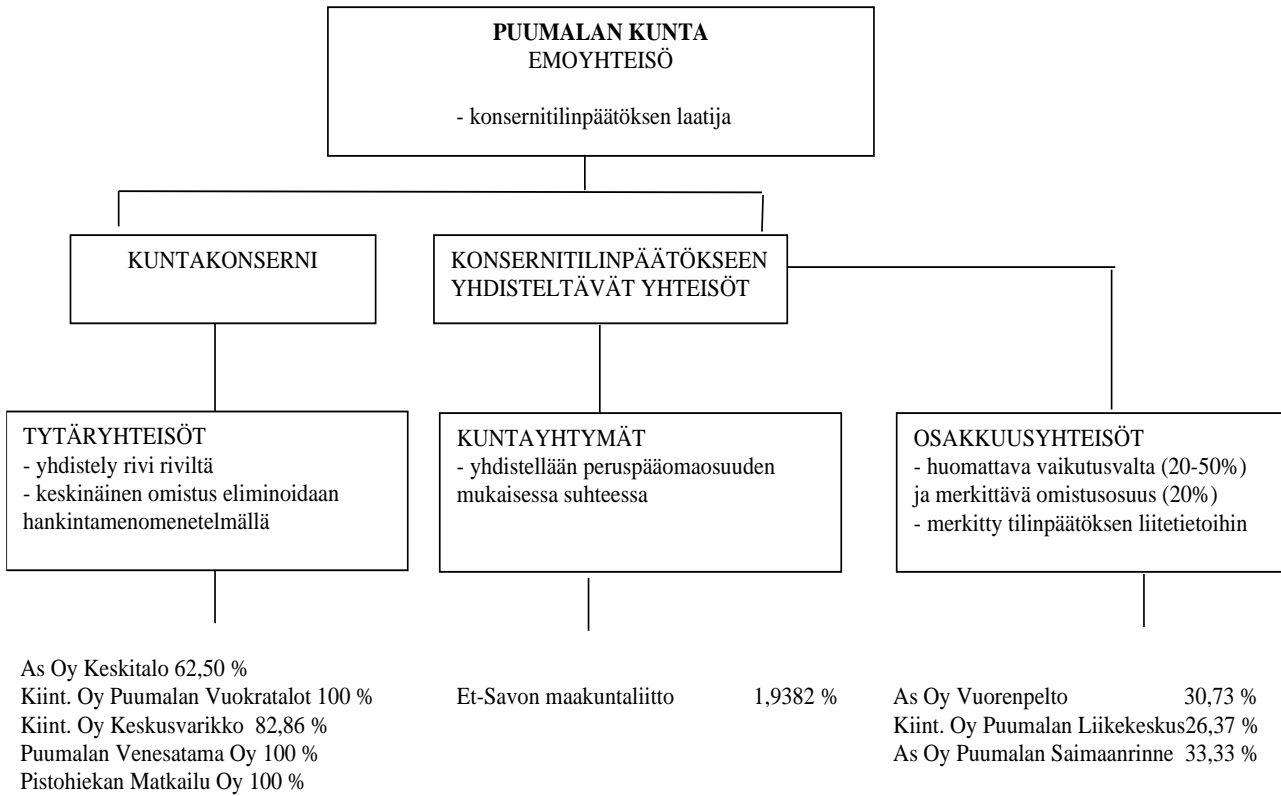 PUUMALAN KUNTA
EMOYHTEISÖ
- konsernitilinpäätöksen laatija
KUNTAKONSERNI
KONSERNITILINPÄÄTÖKSEEN
YHDISTELTÄVÄT YHTEISÖT
TYTÄRYHTEISÖT
- yhdistely rivi riviltä
- keskinäinen omistus eliminoidaan
hankintamenomenetelmällä
KUNTAYHTYMÄT
- yhdistellään peruspääomaosuuden
mukaisessa suhteessa
OSAKKUUSYHTEISÖT
- huomattava vaikutusvalta (20-50%)
ja merkittävä omistusosuus (20%)
- merkitty tilinpäätöksen liitetietoihin
As Oy Keskitalo 62,50 %
Kiint. Oy Puumalan Vuokratalot 100 %
Kiint. Oy Keskusvarikko 82,86 %
Puumalan Venesatama Oy 100 %
Pistohiekan Matkailu Oy 100 %
Et-Savon maakuntaliitto 1,9382 %
As Oy Vuorenpelto 30,73 %
Kiint. Oy Puumalan Liikekeskus26,37 %
As Oy Puumalan Saimaanrinne 33,33 %